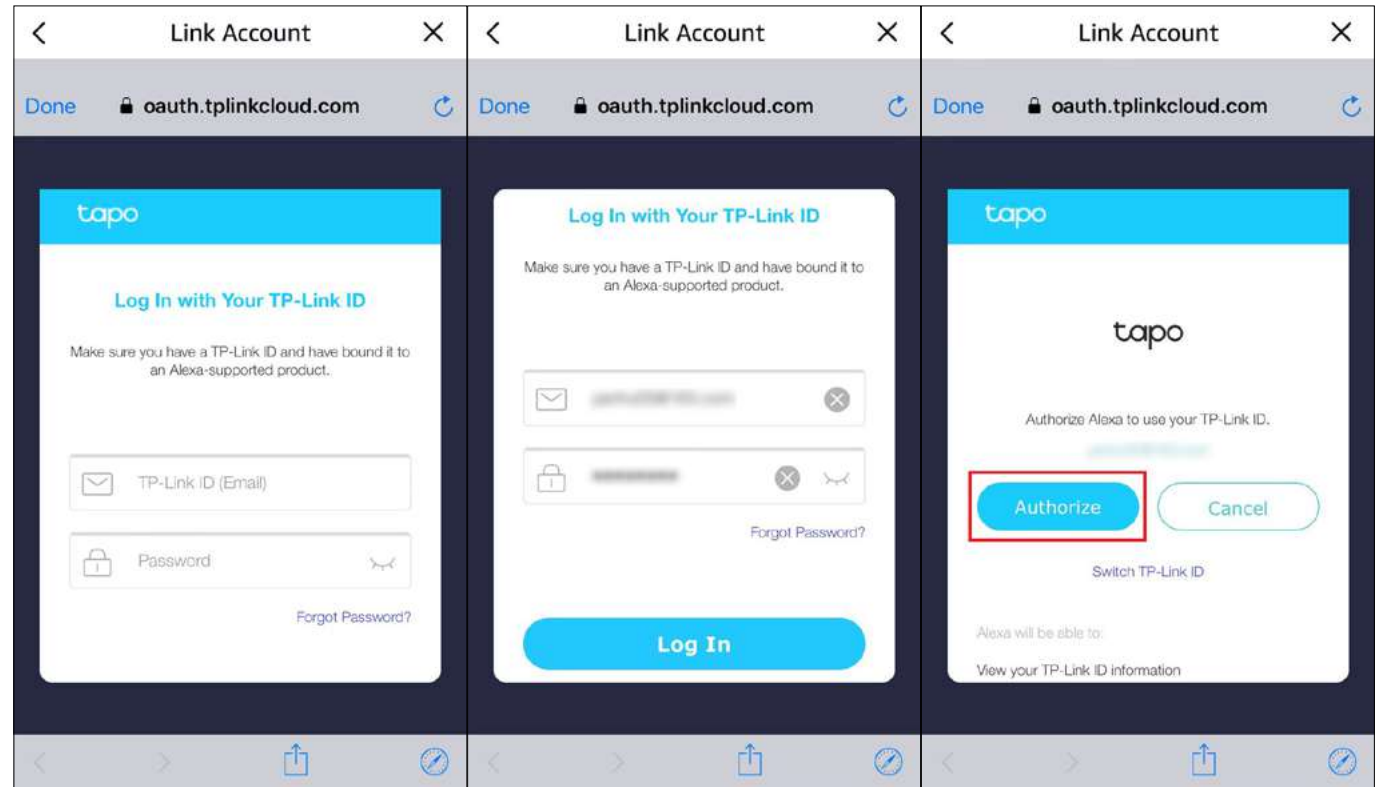 Link Account
Done
oauth.tplinkcloud.com
tapo
Log In with Your TP-Link ID
Make sure you have a TP-Link ID and have bound it to
an Alexa-supported product.
TP-Link ID (Email)
Password
Forgot Password?
Link Account
Done
oauth.tplinkcloud.com
Log In with Your TP-Link ID
Make sure you have a TP-Link ID and have bound it to
an Alexa-supported product.
Forgot Password?
Log In
Link Account
Done
oauth.tplinkcloud.com
tapo
tapo
Authorize Alexa to use your TP-Link ID.
Authorize
Cancel
Switch TP-Link ID
Alexa will be able to:
View your TP-Link ID information